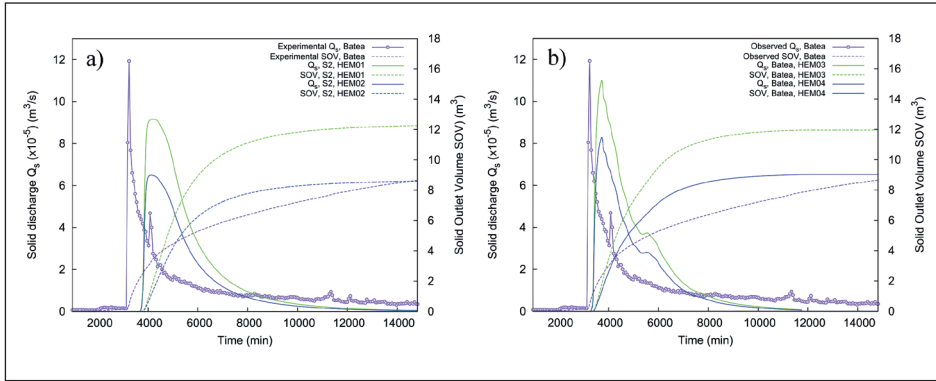 a)
Experimental Qs, Batea
Experimental SOV, Batea
Qs, S2, HEM01
SOV, S2, HEM01
Qs, S2, HEM02
SOV, S2, HEM02
Solid discharge Qs (x10-5) (m3/s)
12
10
8
6
4
2
0
18
16
14
12
10
8
6
4
2
0
Solid Outlet Volume SOV (m3)
2000 4000 6000 8000 10000 12000 14000
Time (min)
b)
Observed Qs, Batea
Observed SOV, Batea
Qs, Batea, HEM03
SOV, Batea, HEM03
Qs, Batea, HEM04
SOV, Batea, HEM04
Solid discharge Qs (x10-5) (m3/s)
12
10
8
6
4
2
0
18
16
14
12
10
8
6
4
2
0
Solid Outlet Volume SOV (m3)
2000 4000 6000 8000 10000 12000 14000
Time (min)